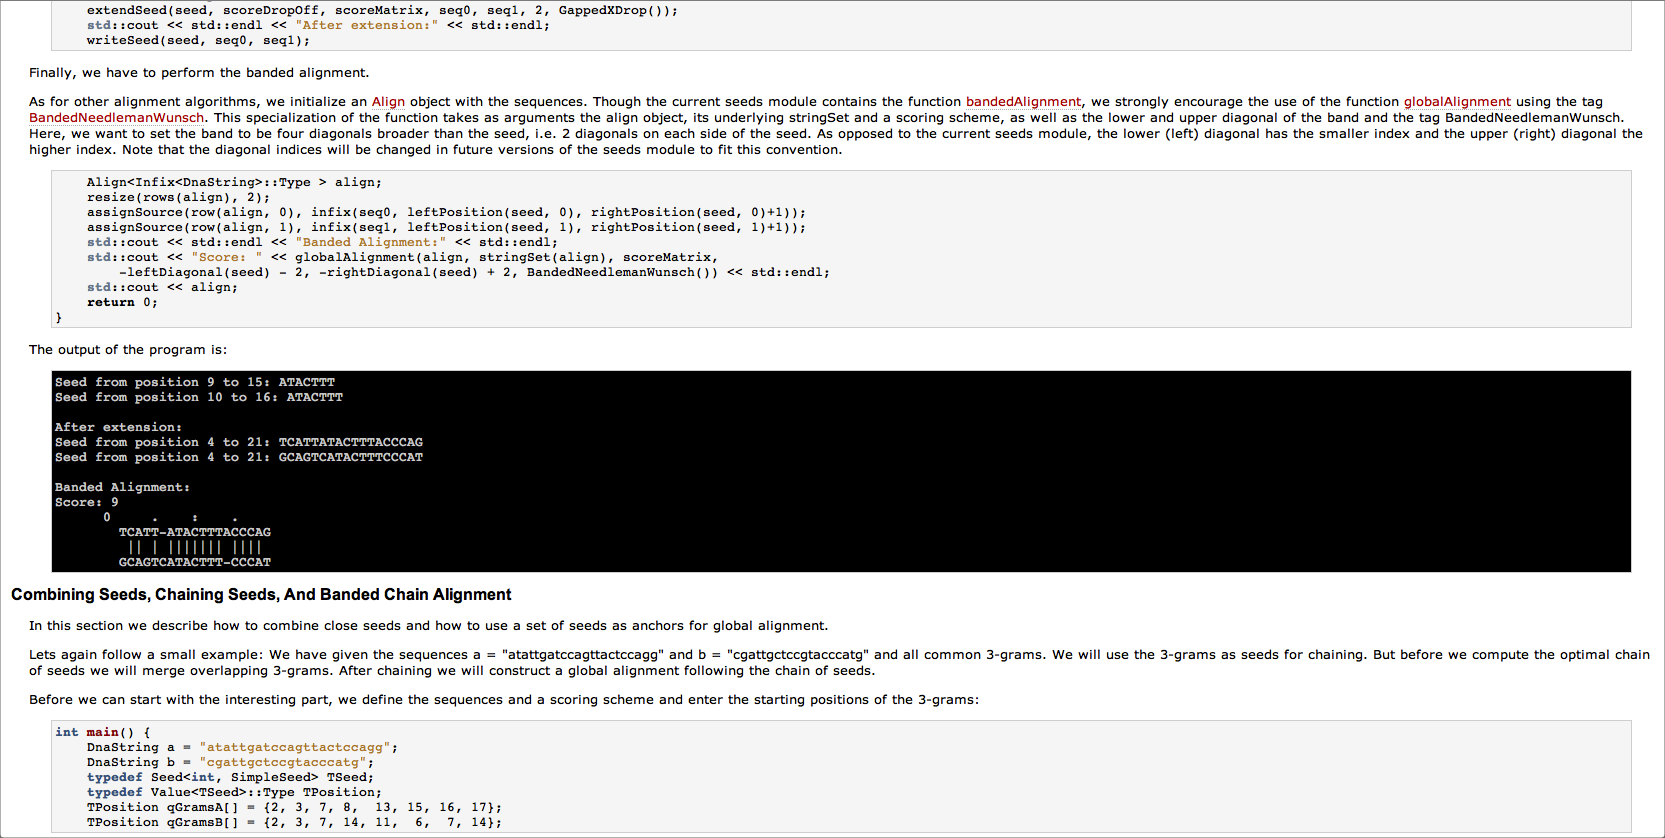 extendSeed(seed, scoreDropOff, scoreMatrix, seq0, seq1, 2, GappedXDrop());
std::cout << std::endl << "After extension:" << std::endl;
writeSeed(seed, seq0, seq1);
Finally, we have to perform the banded alignment.
As for other alignment algorithms, we initialize an Align object with the sequences. Though the current seeds module contains the function bandedAlignment, we strongly encourage the use of the function globalAlignment using the tag
BandedNeedlemanWunsch. This specialization of the function takes as arguments the align object, its underlying stringSet and a scoring scheme, as well as the lower and upper diagonal of the band and the tag BandedNeedlemanWunsch.
Here, we want to set the band to be four diagonals broader than the seed, i.e. 2 diagonals on each side of the seed. As opposed to the current seeds module, the lower (left) diagonal has the smaller index and the upper (right) diagonal the
higher index. Note that the diagonal indices will be changed in future versions of the seeds module to fit this convention.
Align<Infix<DnaString>::Type > align;
resize(rows(align), 2);
assignSource(row(align, 0), infix(seq0, leftPosition(seed, 0), rightPosition(seed, 0)+1));
assignSource(row(align, 1), infix(seq1, leftPosition(seed, 1), rightPosition(seed, 1)+1));
std::cout << std::endl << "Banded Alignment:" << std::endl;
std::cout << "Score: " << globalAlignment(align, stringSet(align), scoreMatrix,
-leftDiagonal(seed) - 2, -rightDiagonal(seed) + 2, BandedNeedlemanWunsch()) << std::endl;
std::cout << align;
return 0;
}
The output of the program is:
Seed from position 9 to 15: ATACTTT
Seed from position 10 to 16: ATACTTT
After extension:
Seed from position 4 to 21: TCATTATACTTTACCCAG
Seed from position 4 to 21: GCAGTCATACTTTCCCAT
Banded Alignment:
Score: 9
0     .    :    .
TCATT-ATACTTTACCCAG
 || | ||||||| ||||
GCAGTCATACTTT-CCCAT
Combining Seeds, Chaining Seeds, And Banded Chain Alignment
In this section we describe how to combine close seeds and how to use a set of seeds as anchors for global alignment.
Lets again follow a small example: We have given the sequences a = "atattgatccagttactccagg" and b = "cgattgctccgtacccatg" and all common 3-grams. We will use the 3-grams as seeds for chaining. But before we compute the optimal chain
of seeds we will merge overlapping 3-grams. After chaining we will construct a global alignment following the chain of seeds.
Before we can start with the interesting part, we define the sequences and a scoring scheme and enter the starting positions of the 3-grams:
int main() {
DnaString a = "atattgatccagttactccagg";
DnaString b = "cgattgctccgtacccatg";
typedef Seed<int, SimpleSeed> TSeed;
typedef Value<TSeed>::Type TPosition;
TPosition qGramsA[] = {2, 3, 7, 8,  13, 15, 16, 17};
TPosition qGramsB[] = {2, 3, 7, 14, 11,  6,  7, 14};